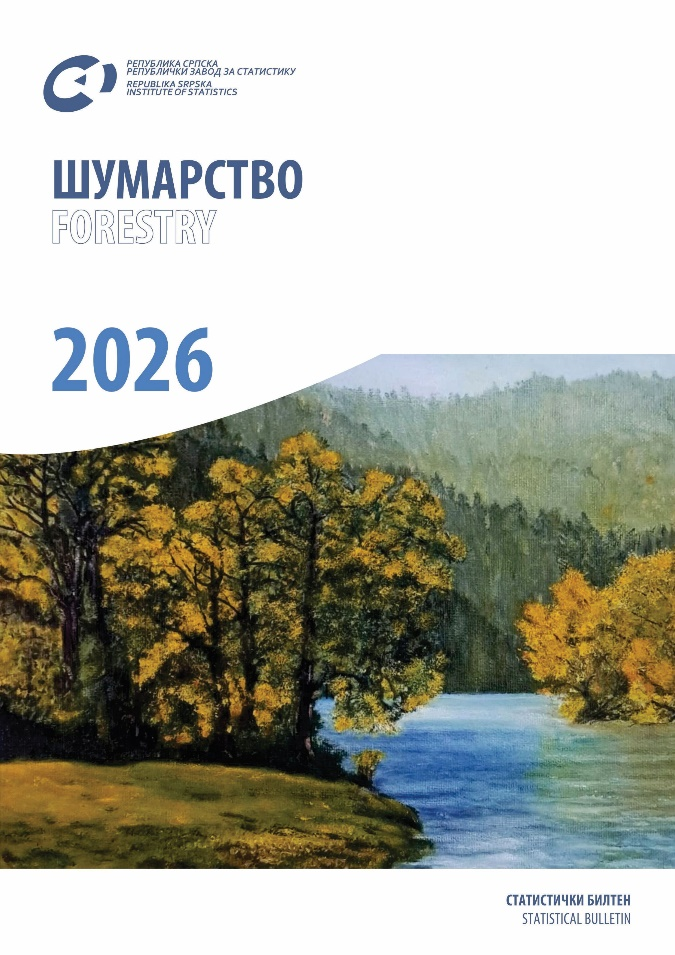 РЕПУБЛИКА СРПСКА
РЕПУБЛИЧКИ ЗАВОД ЗА СТАТИСТИКУ
REPUBLIKA SRPSKA
INSTITUTE OF STATISTICS
ШУМАРСТВО
FORESTRY
2026
СТАТИСТИЧКИ БИЛТЕН
STATISTICAL BULLETIN